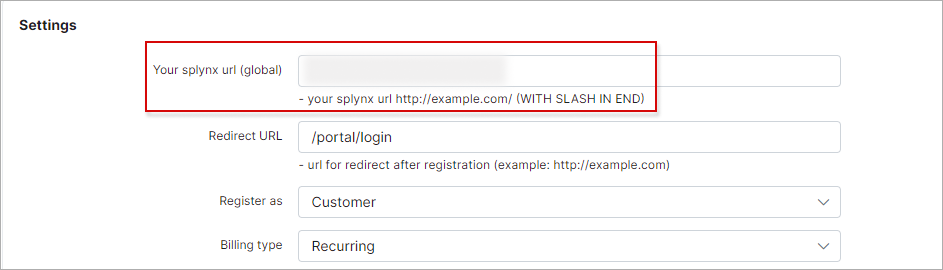 Settings
Your splynx url (global)
- your splynx url http://example.com/ (WITH SLASH IN END)
Redirect URL
/portal/login
- url for redirect after registration (example: http://example.com)
Register as
Customer
Billing type
Recurring